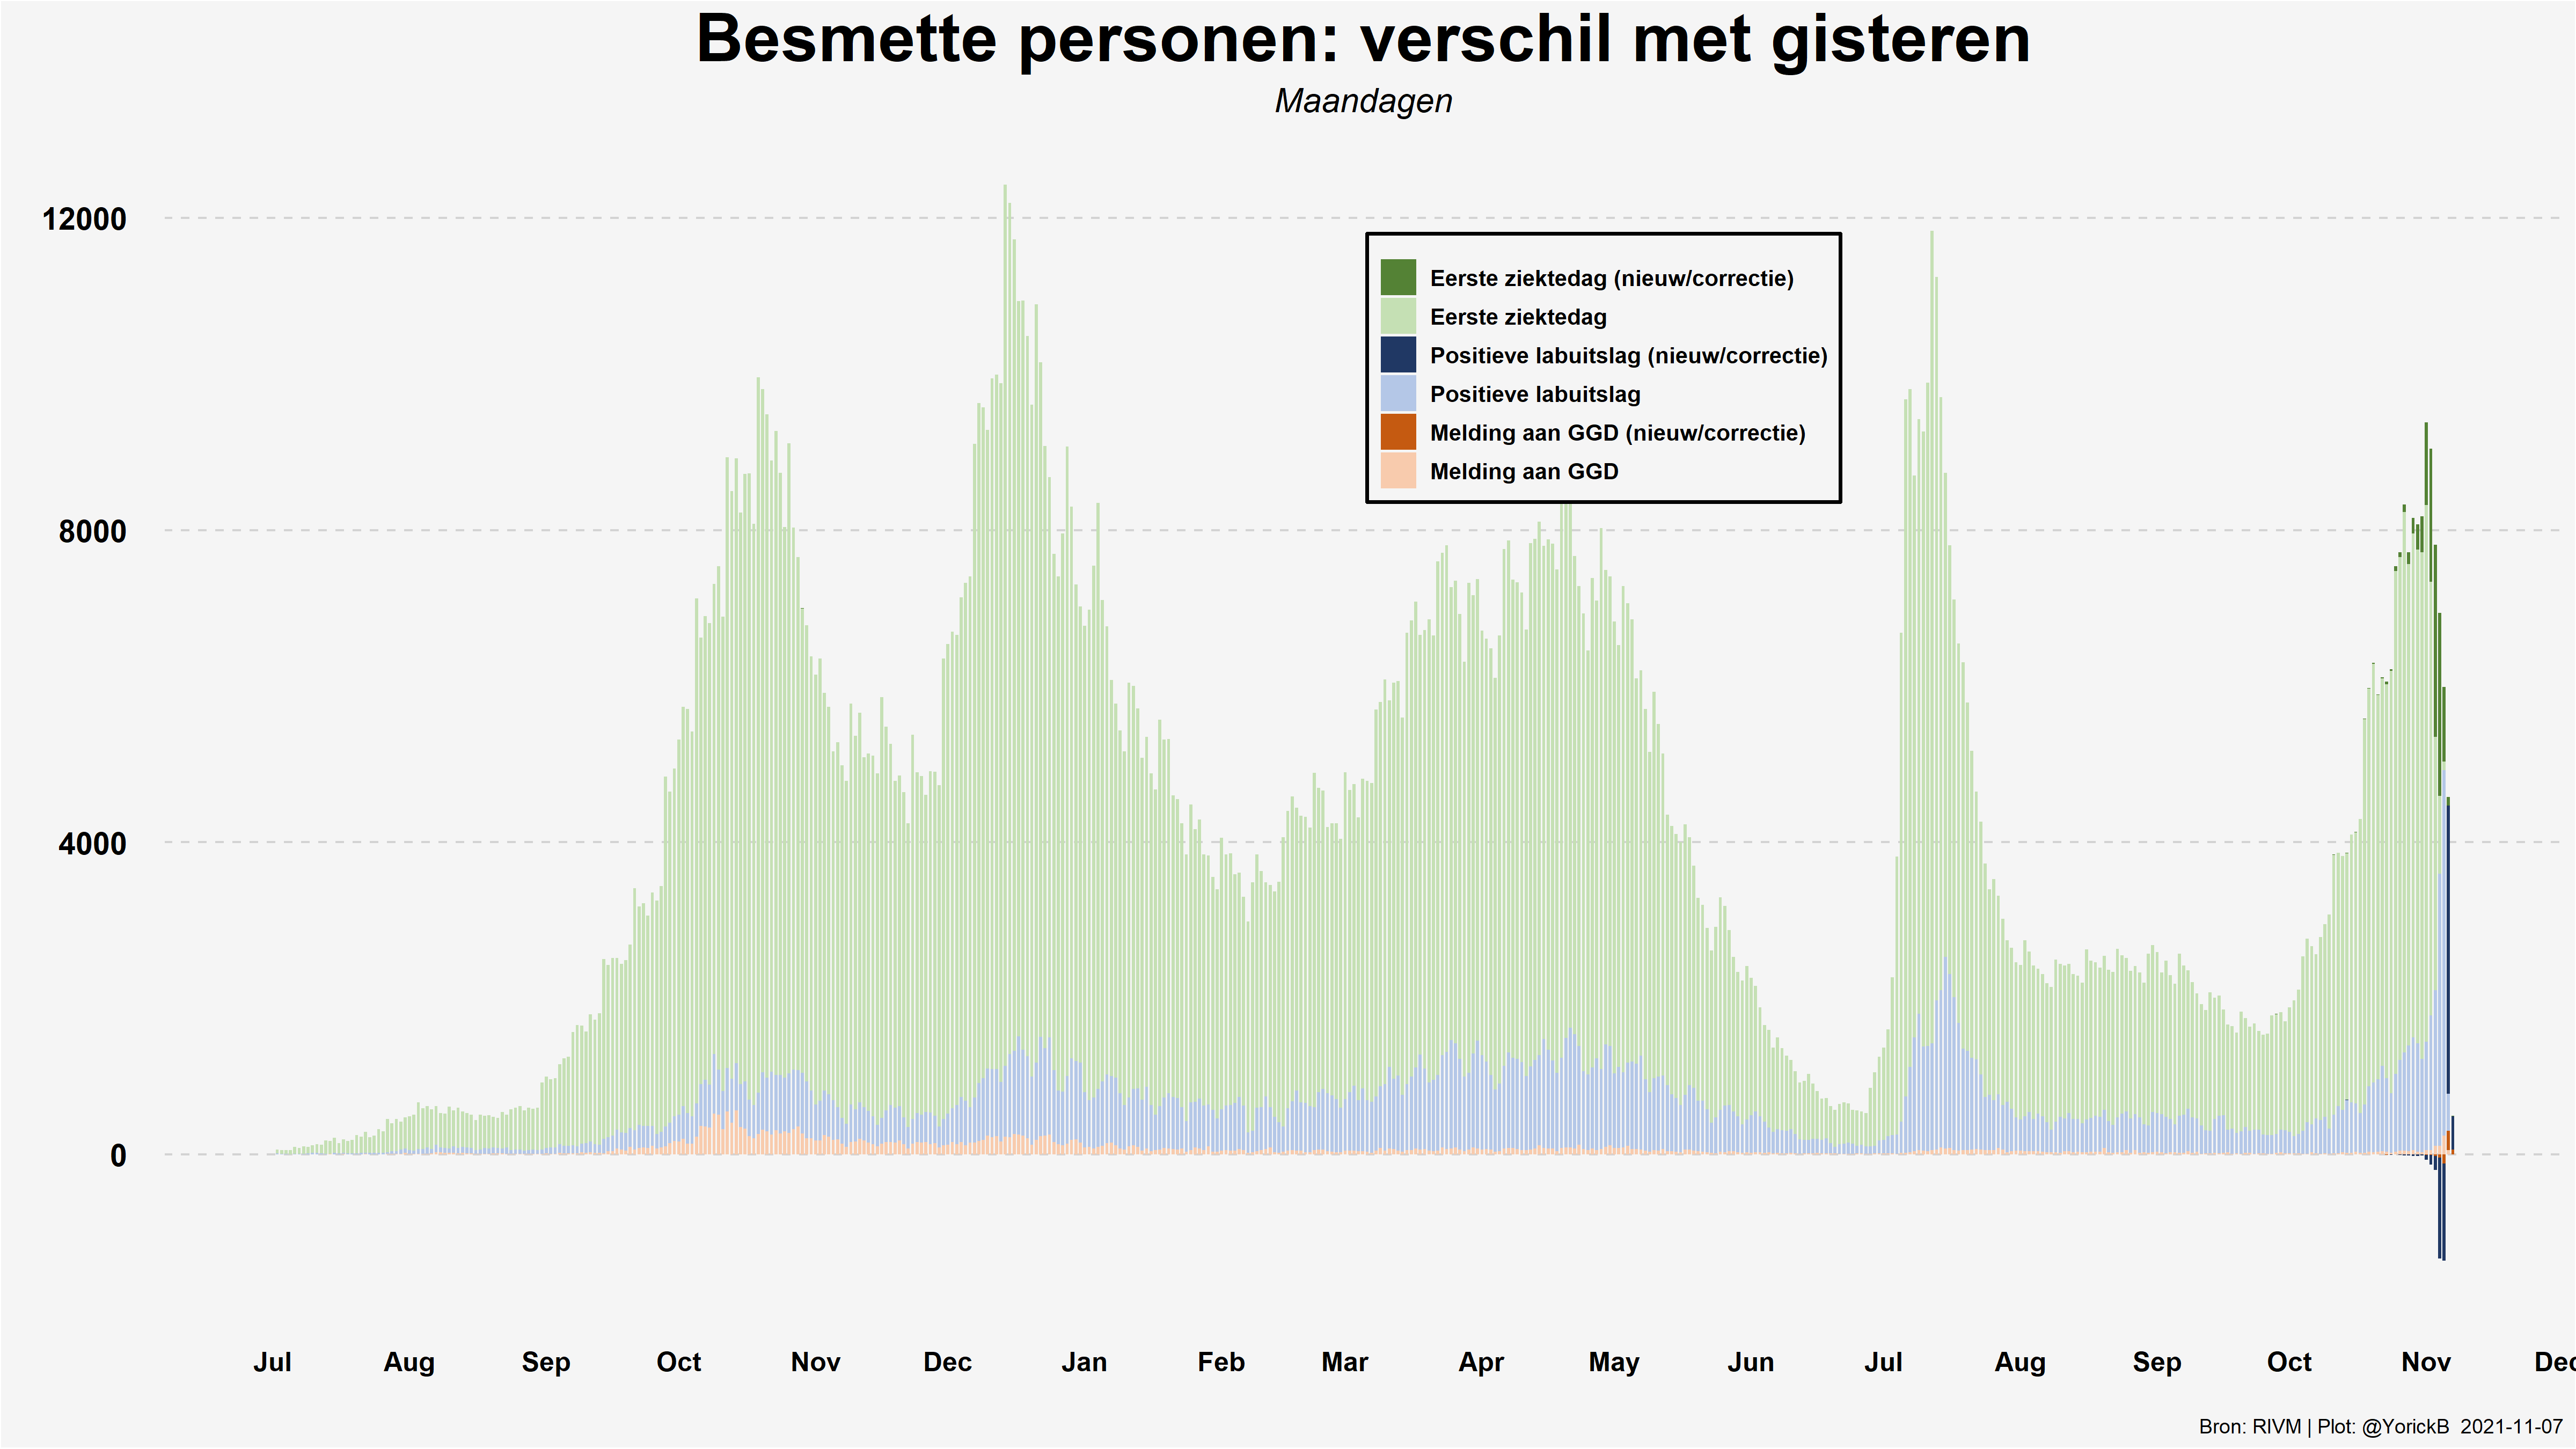 Besmette personen: verschil met gisteren
Maandagen
12000
8000
4000
0
Eerste ziektedag (nieuw/correctie)
Eerste ziektedag
Positieve labuitslag (nieuw/correctie)
Positieve labuitslag
Melding aan GGD (nieuw/correctie)
Melding aan GGD
Jul Aug Sep Oct Nov Dec Jan Feb Mar Apr May Jun Jul Aug Sep Oct Nov Dec
Bron: RIVM | Plot: @YorickB 2021-11-07